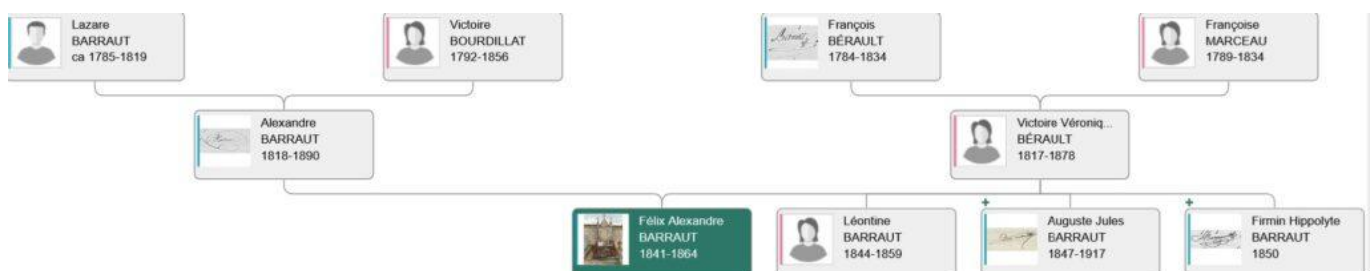 Lazare
BARRAUT
ca 1785-1819
Victoire
BOURDILLAT
1792-1856
François
BÉRAULT
1784-1834
Françoise
MARCEAU
1789-1834
Alexandre
BARRAUT
1818-1890
Victoire Véroniq...
BÉRAULT
1817-1878
Félix Alexandre
BARRAUT
1841-1864
Léontine
BARRAUT
1844-1859
Auguste Jules
BARRAUT
1847-1917
Firmin Hippolyte
BARRAUT
1850